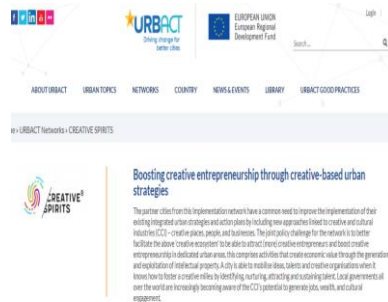 Login
URBACT
Driving change for
better cities
EUROPEAN UNION
European Regional
Development Fund
Search ...
ABOUT URBACT
URBAN TOPICS
NETWORKS
COUNTRY
NEWS & EVENTS
LIBRARY
URBACT GOOD PRACTICES
» URBACT Networks » CREATIVE SPIRITS
CREATIVE
SPIRITS
Boosting creative entrepreneurship through creative-based urban
strategies
The partner cities from this implementation network have a common need to improve the implementation of their
existing integrated urban strategies and action plans by including new approaches linked to creative and cultural
industries (CCI) – creative places, people, and businesses. The joint policy challenge for the network is to better
facilitate the above 'creative ecosystem' to be able to attract (more) creative entrepreneurs and boost creative
entrepreneurship in dedicated urban areas, this comprises activities that create economic value through the generation
and exploitation of intellectual property. A city is able to mobilise ideas, talents and creative organisations when it
knows how to foster a creative milieu by identifying, nurturing, attracting and sustaining talent. Local governments all
over the world are increasingly becoming aware of the CCI's potential to generate jobs, wealth, and cultural
engagement.